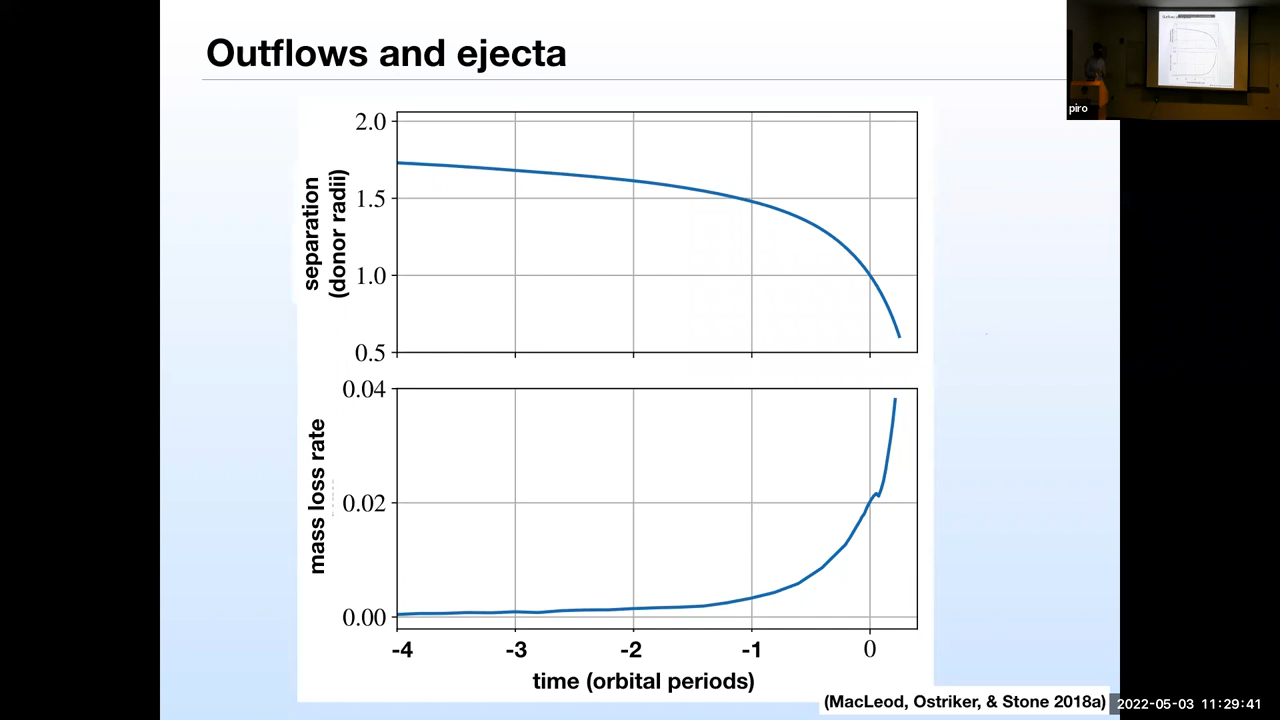 Outflows and ejecta
piro
separation
(donor radii)
2.0
1.5
1.0
0.5
mass loss rate
0.04
0.02
0.00
-4 -3 -2 -1 0
time (orbital periods)
(MacLeod, Ostriker, & Stone 2018a)
2022-05-03 11:29:41